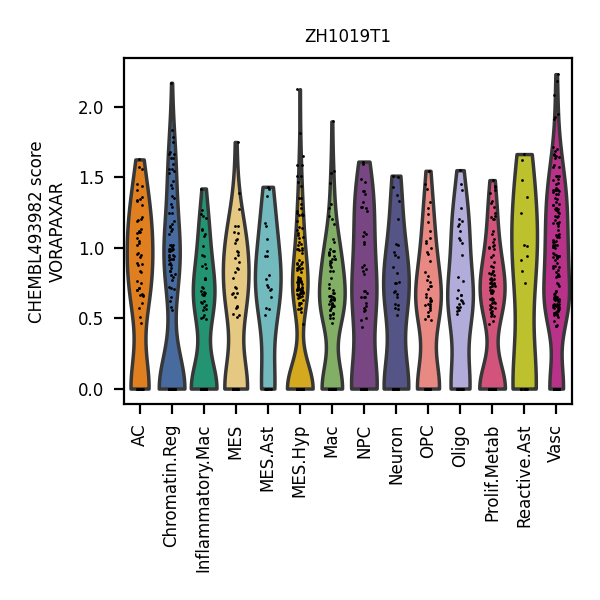 ZH1019T1
CHEMBL493982 score
VORAPAXAR
2.0
1.5
1.0
0.5
0.0
AC
Chromatin.Reg
Inflammatory.Mac
MES
MES.Ast
MES.Hyp
Mac
NPC
Neuron
OPC
Oligo
Prolif.Metab
Reactive.Ast
Vasc